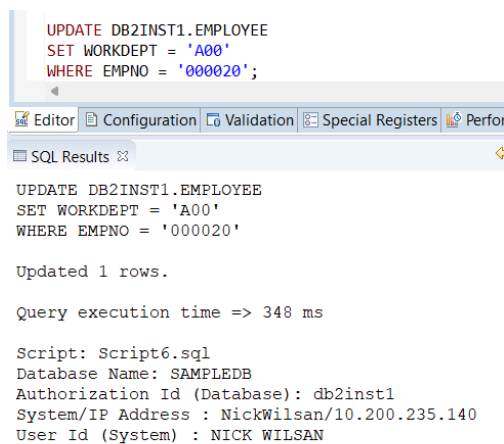 UPDATE DB2INST1.EMPLOYEE
SET WORKDEPT = 'A00'
WHERE EMPNO = '000020';
Editor Configuration Validation Special Registers
SQL Results
UPDATE DB2INST1.EMPLOYEE
SET WORKDEPT = 'A00'
WHERE EMPNO = '000020'
Updated 1 rows.
Query execution time => 348 ms
Script: Script6.sql
Database Name: SAMPLEDB
Authorization Id (Database): db2inst1
System/IP Address : NickWilsan/10.200.235.140
User Id (System) : NICK WILSAN